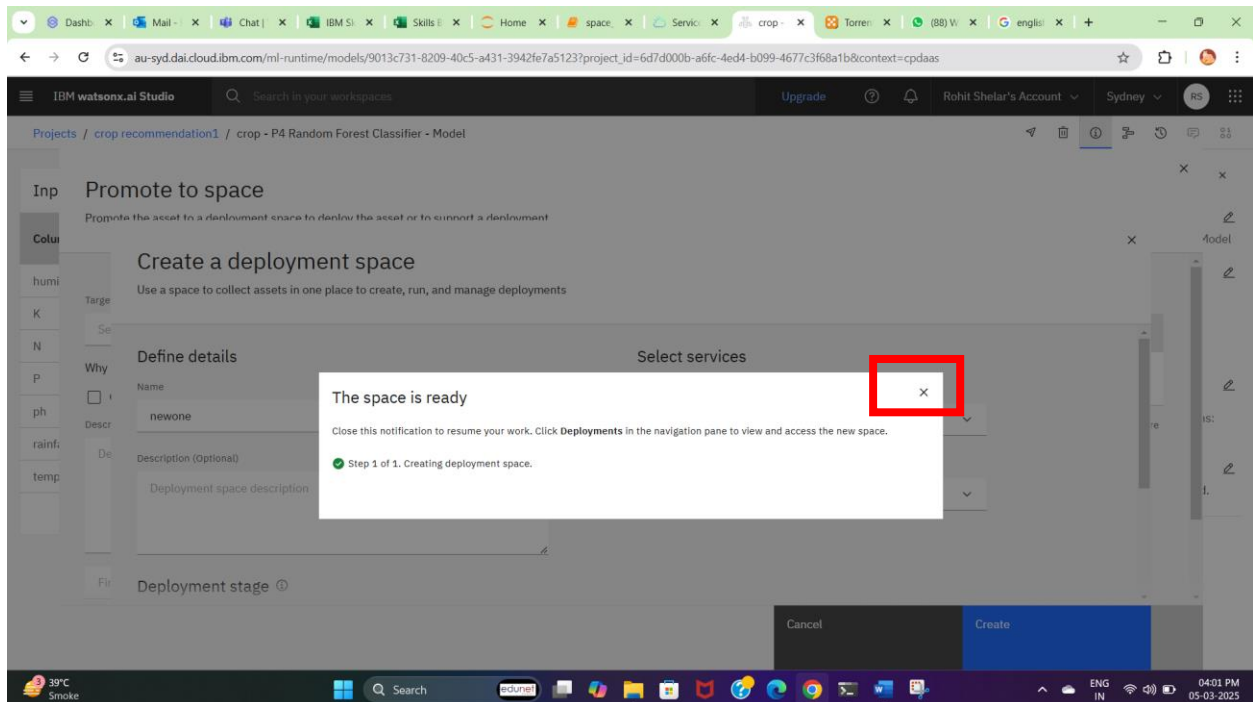 Dashb
Mail -
Chat |
IBM S
Skills
Home
space_
Servic
crop -
Torren
(88) W
englis
au-syd.dai.cloud.ibm.com/ml-runtime/models/9013c731-8209-40c5-a431-3942fe7a5123?project_id=6d7d000b-a6fc-4ed4-b099-4677c3f68a1b&context=cpdaas
IBM watsonx.ai Studio
Search in your workspaces
Upgrade
Rohit Shelar's Account
Sydney
RS
Projects / crop recommendation1 / crop - P4 Random Forest Classifier - Model
Inp
Promote to space
Promote the asset to a deployment space to deploy the asset or to support a deployment
Colu
Model
Create a deployment space
Use a space to collect assets in one place to create, run, and manage deployments
humi
Targe
K
Se
N
Define details
Select services
Why
P
Name
The space is ready
ph
newone
Descr
Close this notification to resume your work. Click Deployments in the navigation pane to view and access the new space.
re
ns:
rainfa
De
Description (Optional)
Step 1 of 1. Creating deployment space.
temp
Deployment space description
d.
Fi
Deployment stage
Cancel
Create
3
39°C
Smoke
Search
edunet
ENG
IN
04:01 PM
05-03-2025